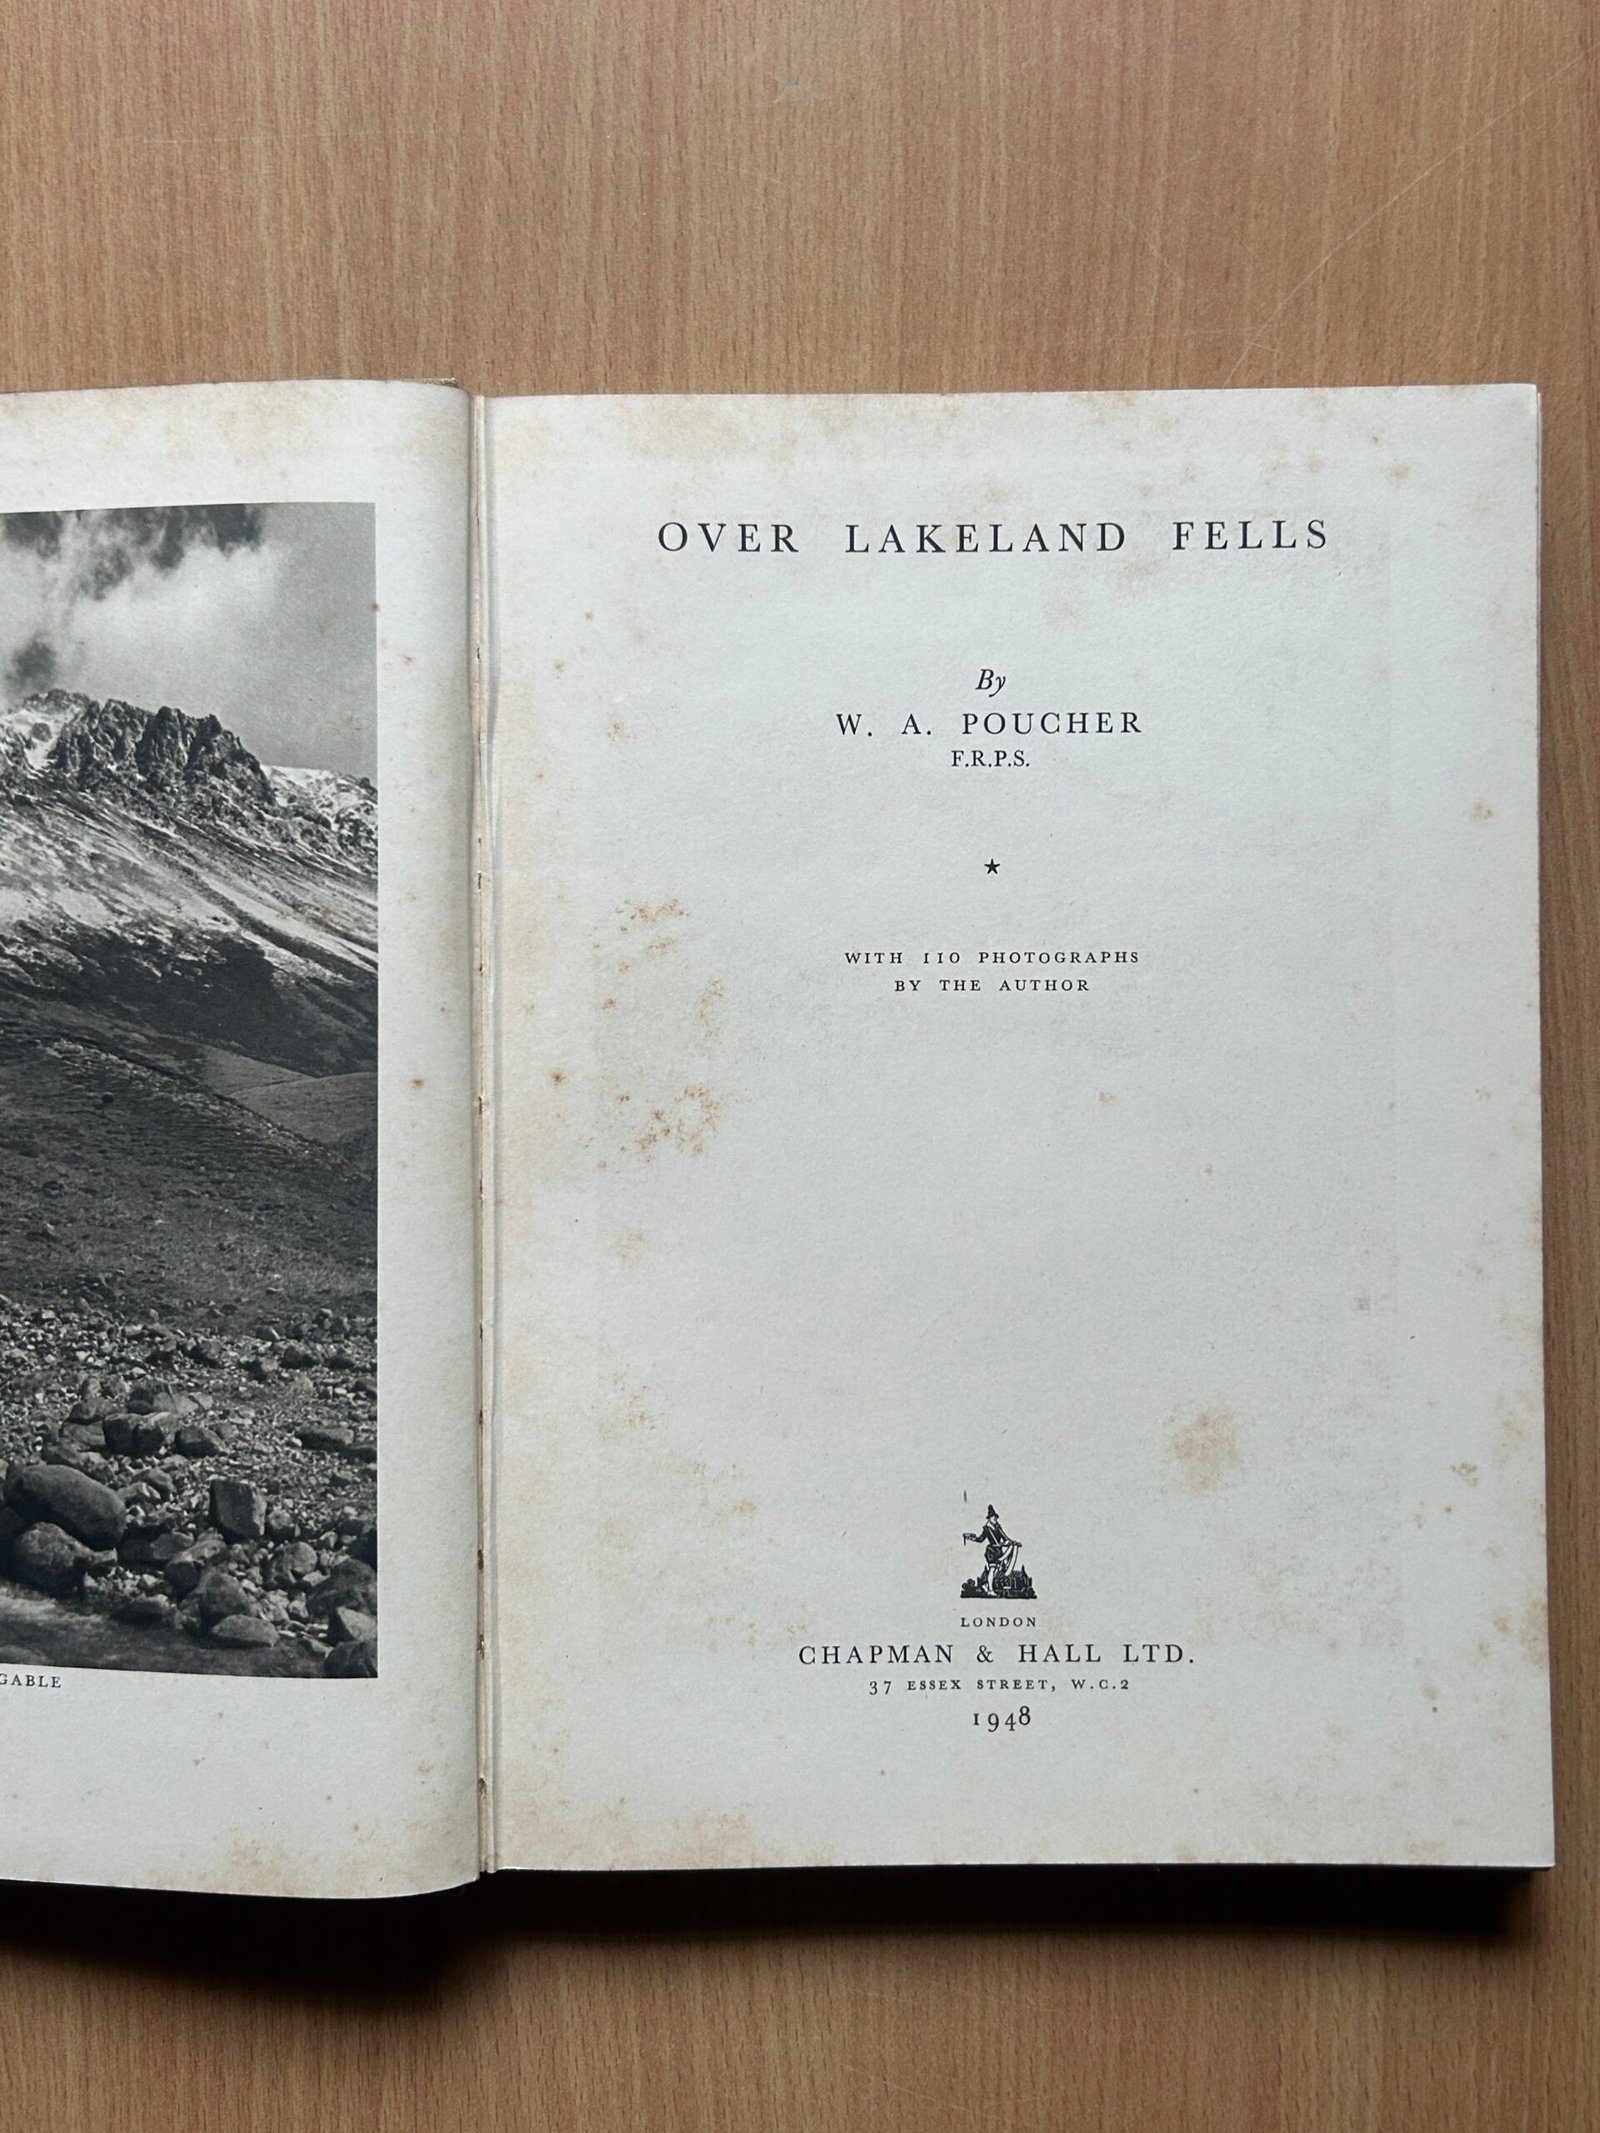 GABLE
OVER LAKELAND FELLS
By
W. A. POUCHER
F.R.P.S.
WITH 110 PHOTOGRAPHS
BY THE AUTHOR
LONDON
CHAPMAN & HALL LTD.
37 ESSEX STREET, W.C.2
1948